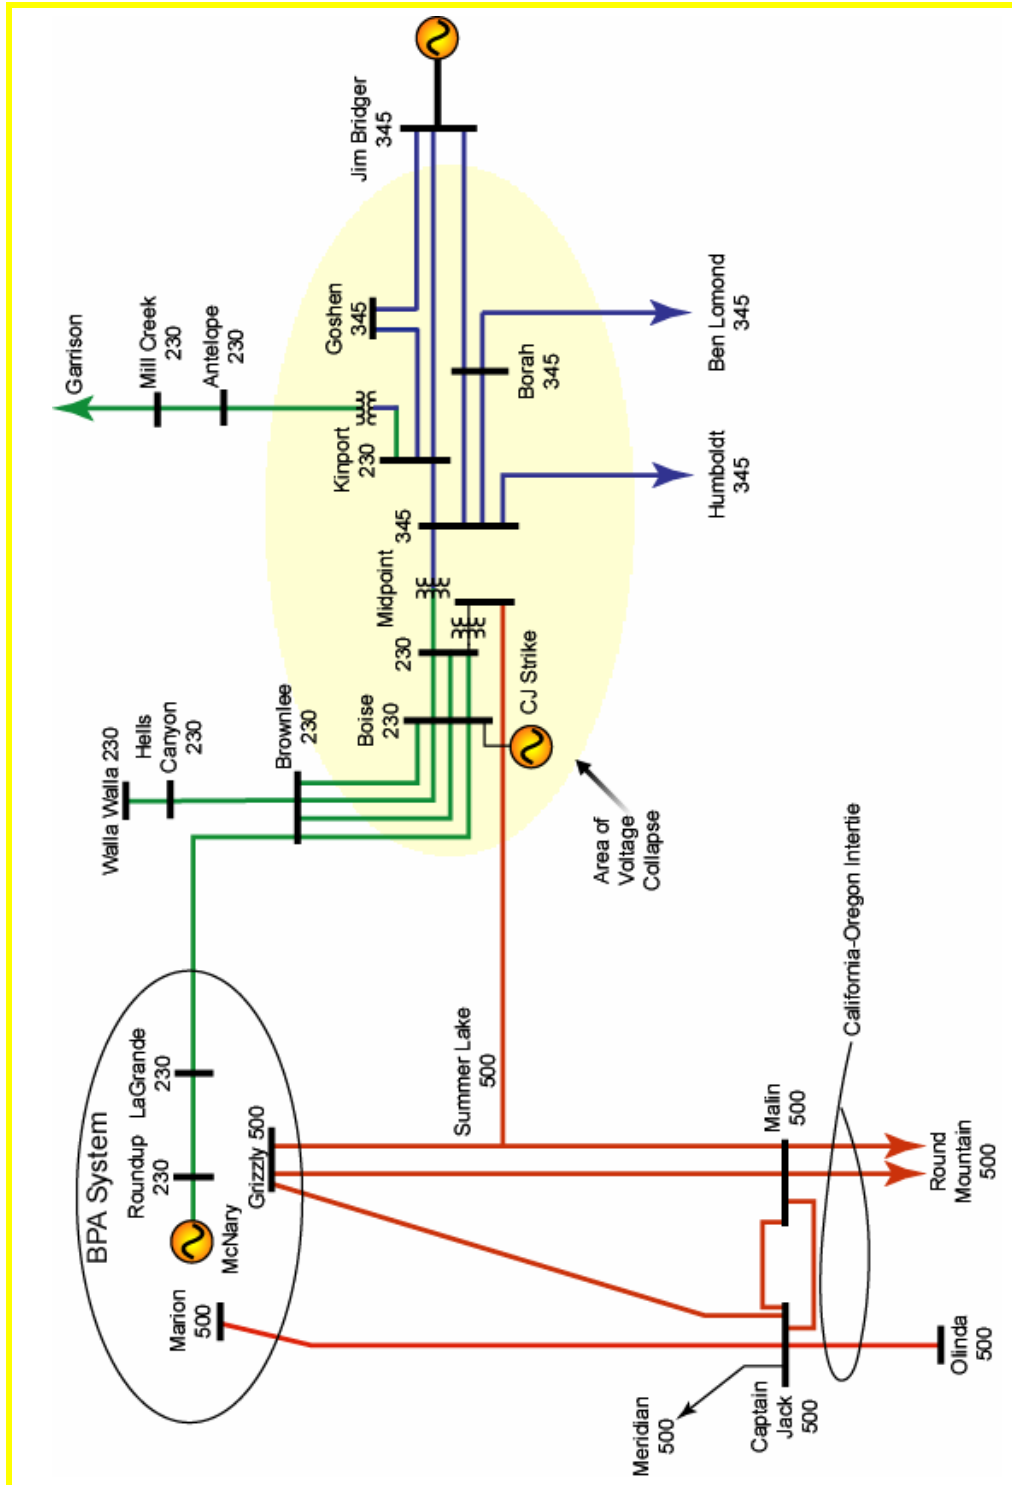 BPA System
Marion
500
McNary
Roundup
230
LaGrande
230
Grizzly 500
Walla Walla 230
Hells
Canyon
230
Brownlee
230
Garrison
Mill Creek
230
Antelope
230
Jim Bridger
345
Goshen
345
Kinport
230
345
Midpoint
230
Boise
230
CJ Strike
Borah
345
Humboldt
345
Ben Lomond
345
Area of
Voltage
Collapse
Summer Lake
500
Meridian
500
Captain
Jack
500
Malin
500
California-Oregon Intertie
Olinda
500
Round
Mountain
500